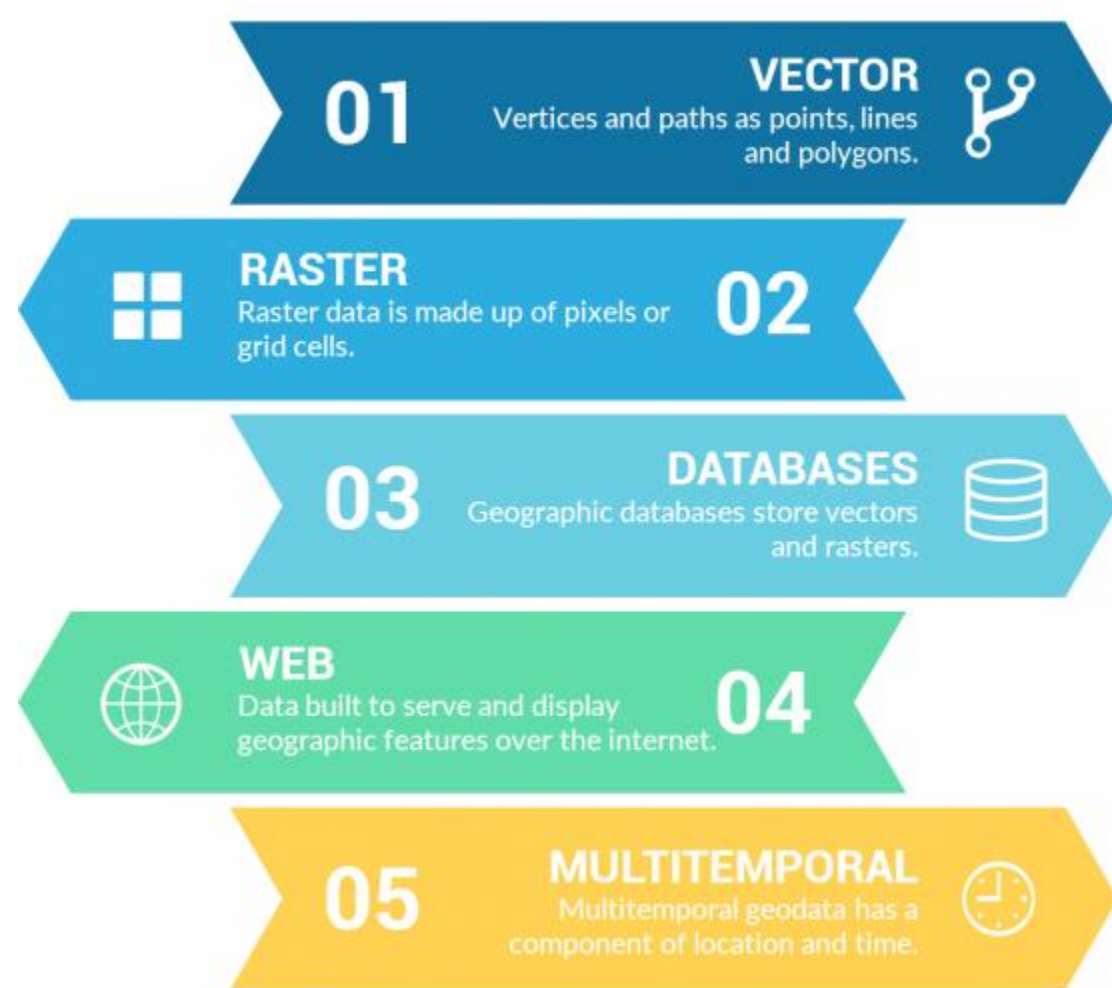 01
VECTOR
Vertices and paths as points, lines
and polygons.
RASTER
Raster data is made up of pixels or
grid cells.
02
03
DATABASES
Geographic databases store vectors
and rasters.
WEB
Data built to serve and display
geographic features over the internet.
04
05
MULTITEMPORAL
Multitemporal geodata has a
component of location and time.